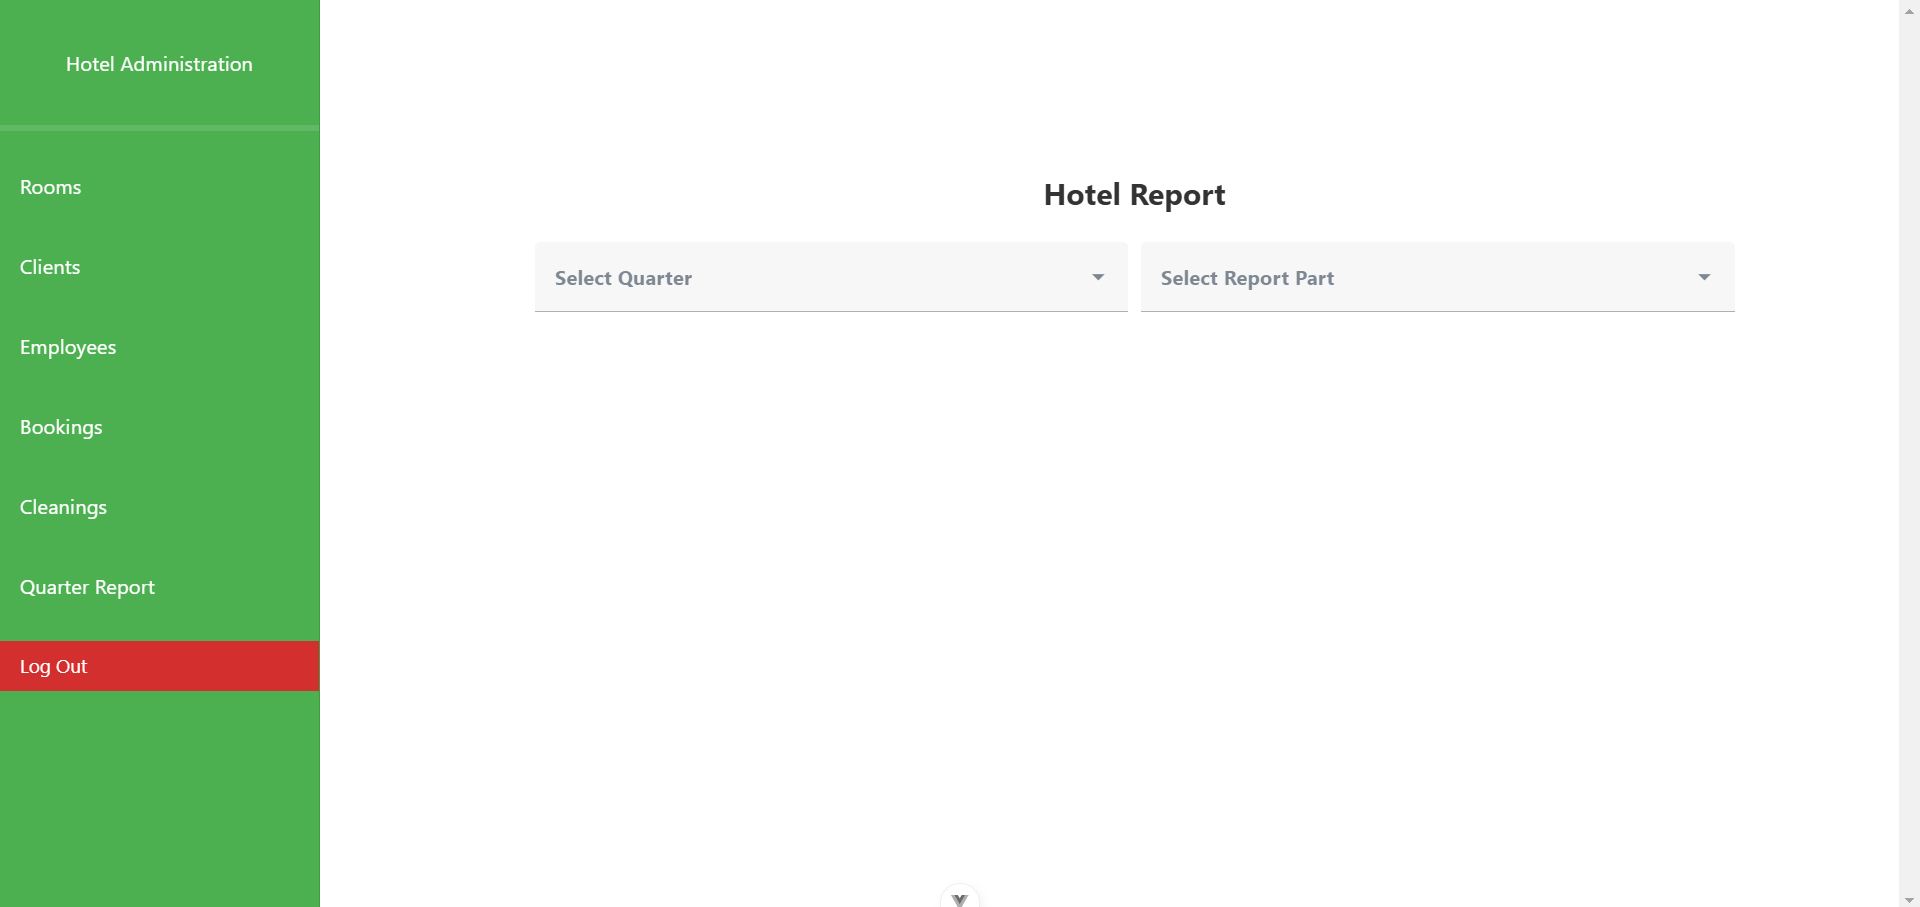 Hotel Administration
Rooms
Clients
Employees
Bookings
Cleanings
Quarter Report
Log Out
Hotel Report
Select Quarter
Select Report Part